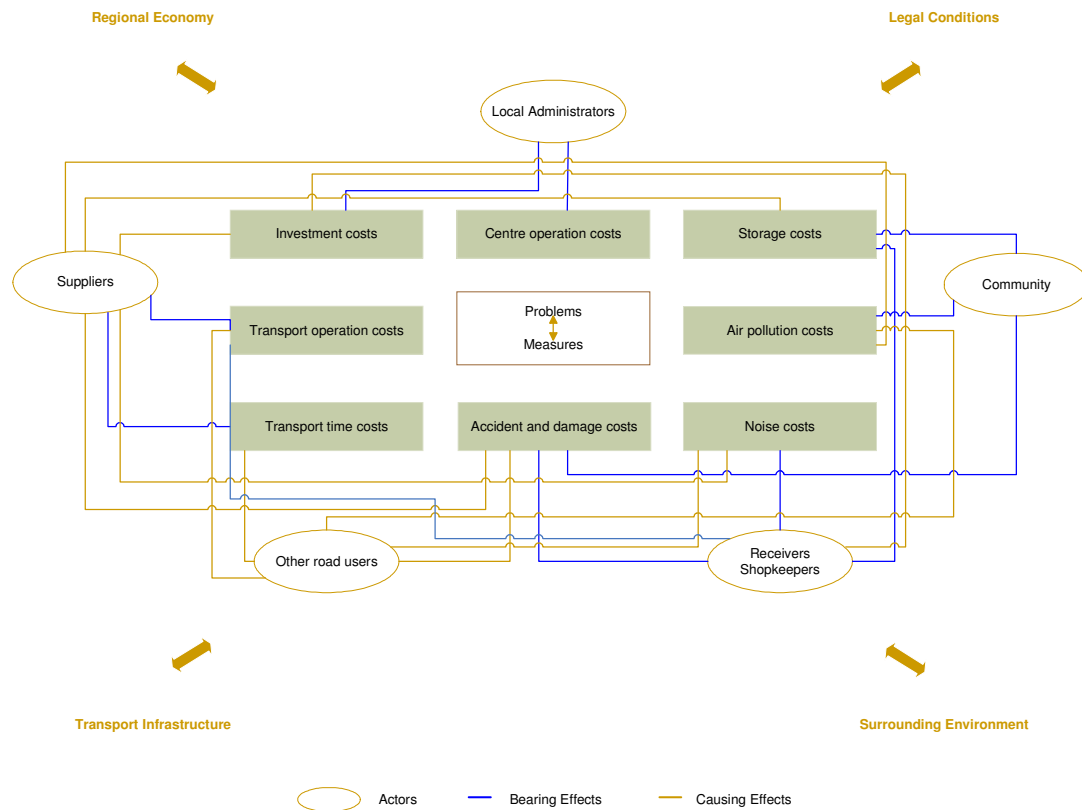 Regional Economy
Legal Conditions
Local Administrators
Investment costs
Centre operation costs
Storage costs
Suppliers
Community
Transport operation costs
Problems
Measures
Air pollution costs
Transport time costs
Accident and damage costs
Noise costs
Other road users
Receivers
Shopkeepers
Transport Infrastructure
Surrounding Environment
Actors
Bearing Effects
Causing Effects